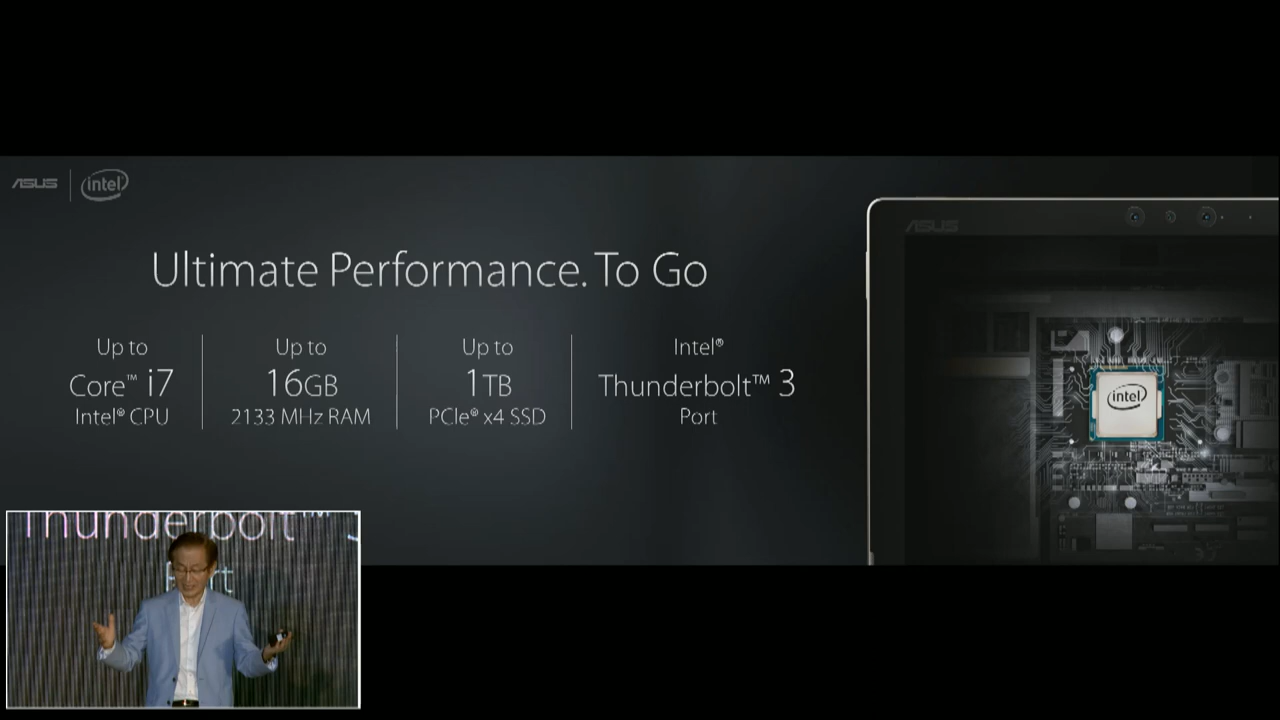 ASUS
intel
Ultimate Performance. To Go
Up to
Core™ i7
Intel® CPU
Up to
16GB
2133 MHz RAM
Up to
1TB
PCIe® x4 SSD
Intel®
Thunderbolt™ 3
Port
ASUS
intel
Thunderbolt™